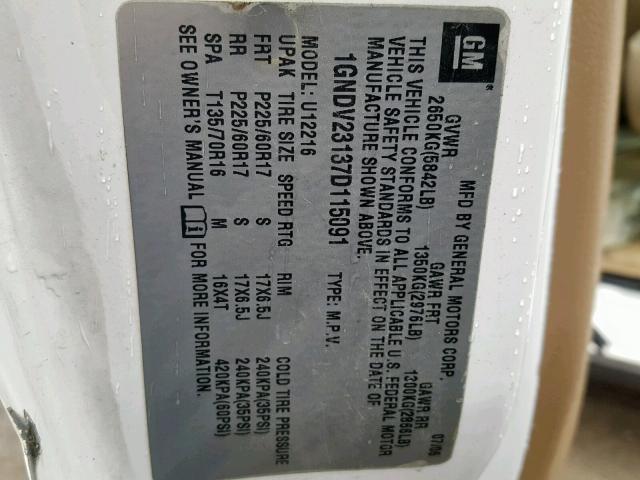 GM
MFD BY GENERAL MOTORS CORP. 07/06
GVWR GAWR FRT GAWR RR
2650KG(5842LB) 1350KG(2976LB) 1300KG(2866LB)
THIS VEHICLE CONFORMS TO ALL APPLICABLE U.S. FEDERAL MOTOR
VEHICLE SAFETY STANDARDS IN EFFECT ON THE DATE OF
MANUFACTURE SHOWN ABOVE.
1GNDV23137D115091 TYPE: M.P.V.
MODEL: U12216
UPAK TIRE SIZE SPEED RTG RIM COLD TIRE PRESSURE
FRT P225/60R17 S 17X6.5J 240KPA(35PSI)
RR P225/60R17 S 17X6.5J 240KPA(35PSI)
SPA T135/70R16 M 16X4T 420KPA(60PSI)
SEE OWNER'S MANUAL FOR MORE INFORMATION.